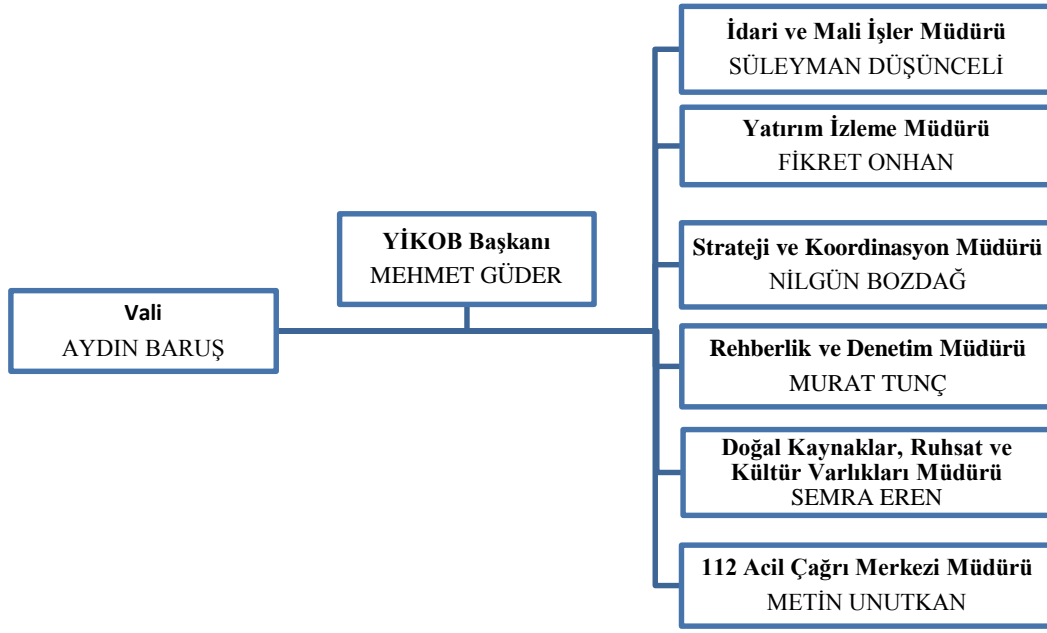 Vali
AYDIN BARUŞ
YİKOB Başkanı
MEHMET GÜDER
İdari ve Mali İşler Müdürü
SÜLEYMAN DÜŞÜNCELİ
Yatırım İzleme Müdürü
FİKRET ONHAN
Strateji ve Koordinasyon Müdürü
NİLGÜN BOZDAĞ
Rehberlik ve Denetim Müdürü
MURAT TUNÇ
Doğal Kaynaklar, Ruhsat ve
Kültür Varlıkları Müdürü
SEMRA EREN
112 Acil Çağrı Merkezi Müdürü
METİN UNUTKAN